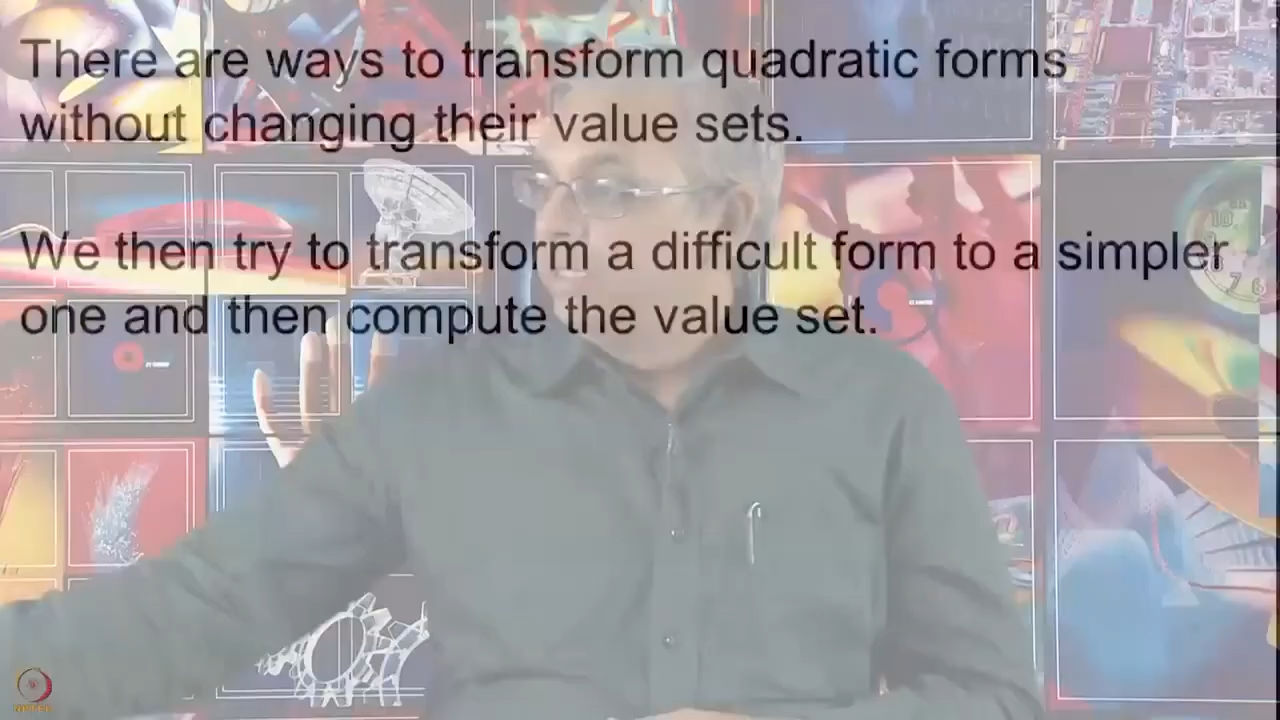 There are ways to transform quadratic forms
without changing their value sets.
We then try to transform a difficult form to a simpler
one and then compute the value set.